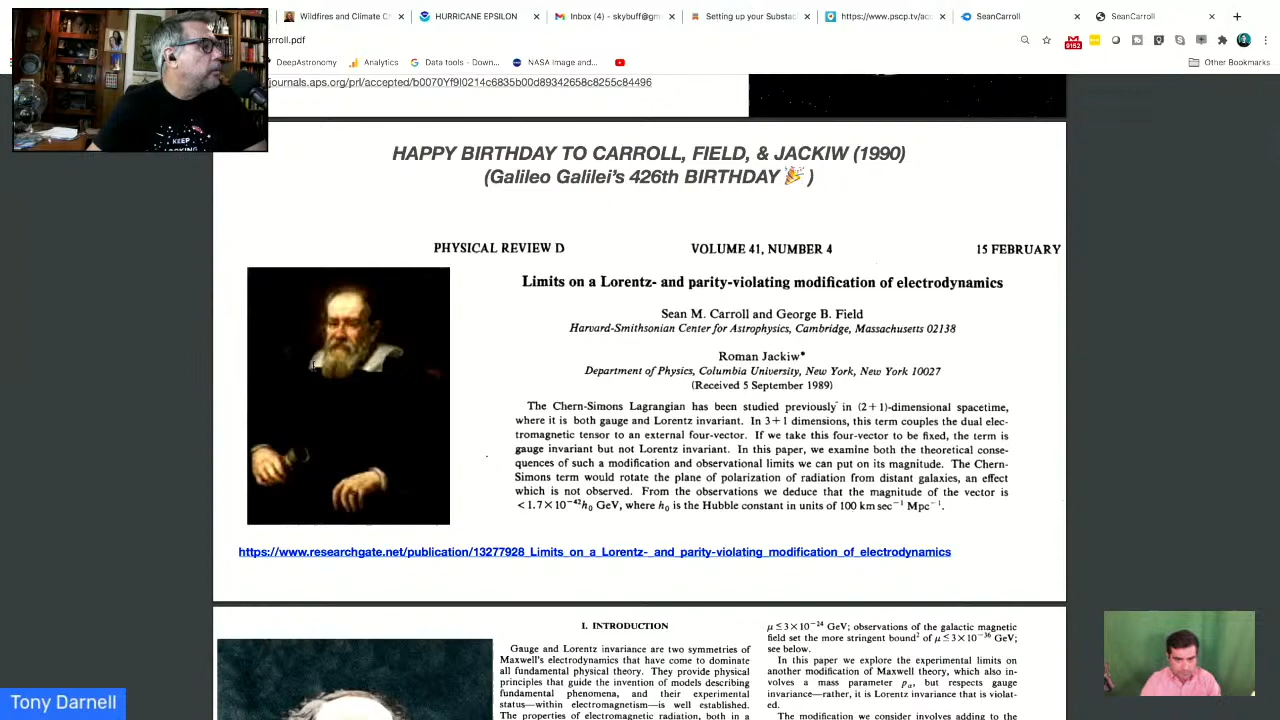 Wildfires and Climate C
HURRICANE EPSILON
Inbox (4) - skybuff@gm
Setting up your Substac
https://www.pscp.tv/ac
SeanCarroll
SeanCarroll
arroll.pdf
9152
DeepAstronomy
Analytics
Data tools - Down...
NASA Image and...
Other Bookmarks
journals.aps.org/prl/accepted/b0070Yf9I0214c6835b00d89342658c8255c84496
KEEP
LOOKING
HAPPY BIRTHDAY TO CARROLL, FIELD, & JACKIW (1990)
(Galileo Galilei's 426th BIRTHDAY 🎉 )
PHYSICAL REVIEW D
VOLUME 41, NUMBER 4
15 FEBRUARY
Limits on a Lorentz- and parity-violating modification of electrodynamics
Sean M. Carroll and George B. Field
Harvard-Smithsonian Center for Astrophysics, Cambridge, Massachusetts 02138
Roman Jackiw*
Department of Physics, Columbia University, New York, New York 10027
(Received 5 September 1989)
The Chern-Simons Lagrangian has been studied previously in (2+1)-dimensional spacetime,
where it is both gauge and Lorentz invariant. In 3+1 dimensions, this term couples the dual elec-
tromagnetic tensor to an external four-vector. If we take this four-vector to be fixed, the term is
gauge invariant but not Lorentz invariant. In this paper, we examine both the theoretical conse-
quences of such a modification and observational limits we can put on its magnitude. The Chern-
Simons term would rotate the plane of polarization of radiation from distant galaxies, an effect
which is not observed. From the observations we deduce that the magnitude of the vector is
<1.7×10⁻⁴²h₀ GeV, where h₀ is the Hubble constant in units of 100 km sec⁻¹ Mpc⁻¹.
https://www.researchgate.net/publication/13277928_Limits_on_a_Lorentz-_and_parity-violating_modification_of_electrodynamics
I. INTRODUCTION
Gauge and Lorentz invariance are two symmetries of
Maxwell's electrodynamics that have come to dominate
all fundamental physical theory. They provide physical
principles that guide the invention of models describing
fundamental phenomena, and their experimental
status—within electromagnetism—is well established.
The properties of electromagnetic radiation, both in a
μ≲3×10⁻²⁴ GeV; observations of the galactic magnetic
field set the more stringent bound² of μ≲3×10⁻³⁶ GeV;
see below.
In this paper we explore the experimental limits on
another modification of Maxwell theory, which also in-
volves a mass parameter pα, but respects gauge
invariance—rather, it is Lorentz invariance that is violat-
ed.
The modification we consider involves adding to the
Tony Darnell